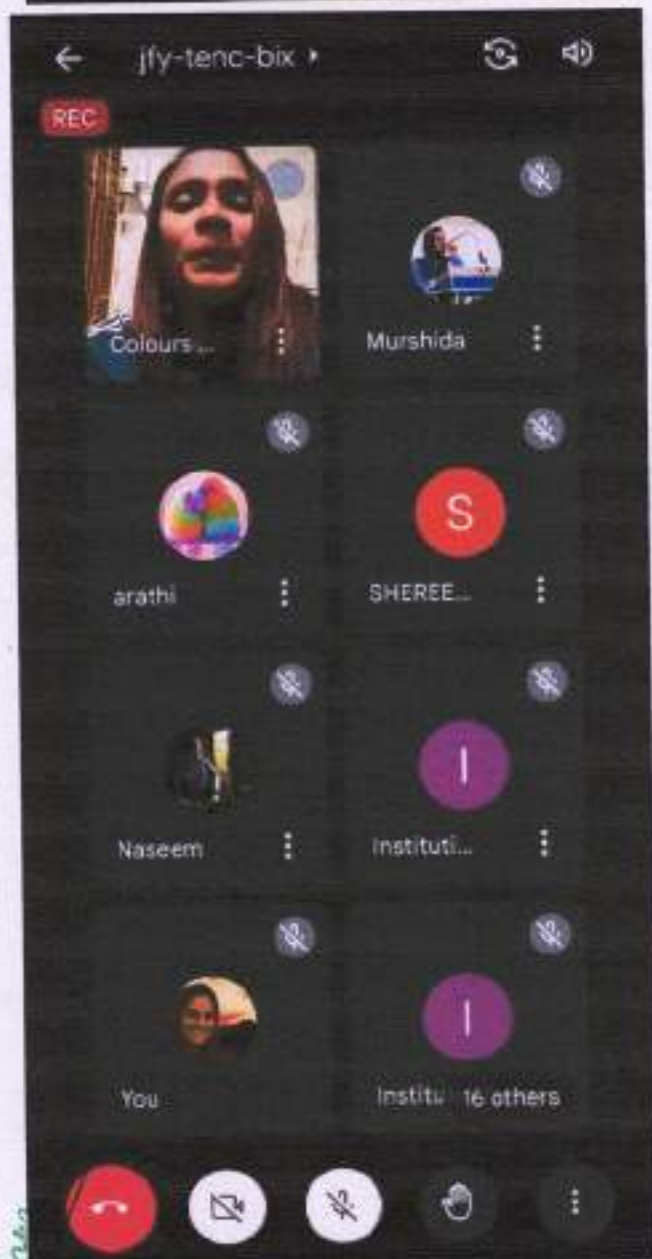 jfy-tenc-bix
REC
Colours ...
Murshida
arathi
S
SHEREE...
Naseem
I
Instituti...
You
I
Institu 16 others